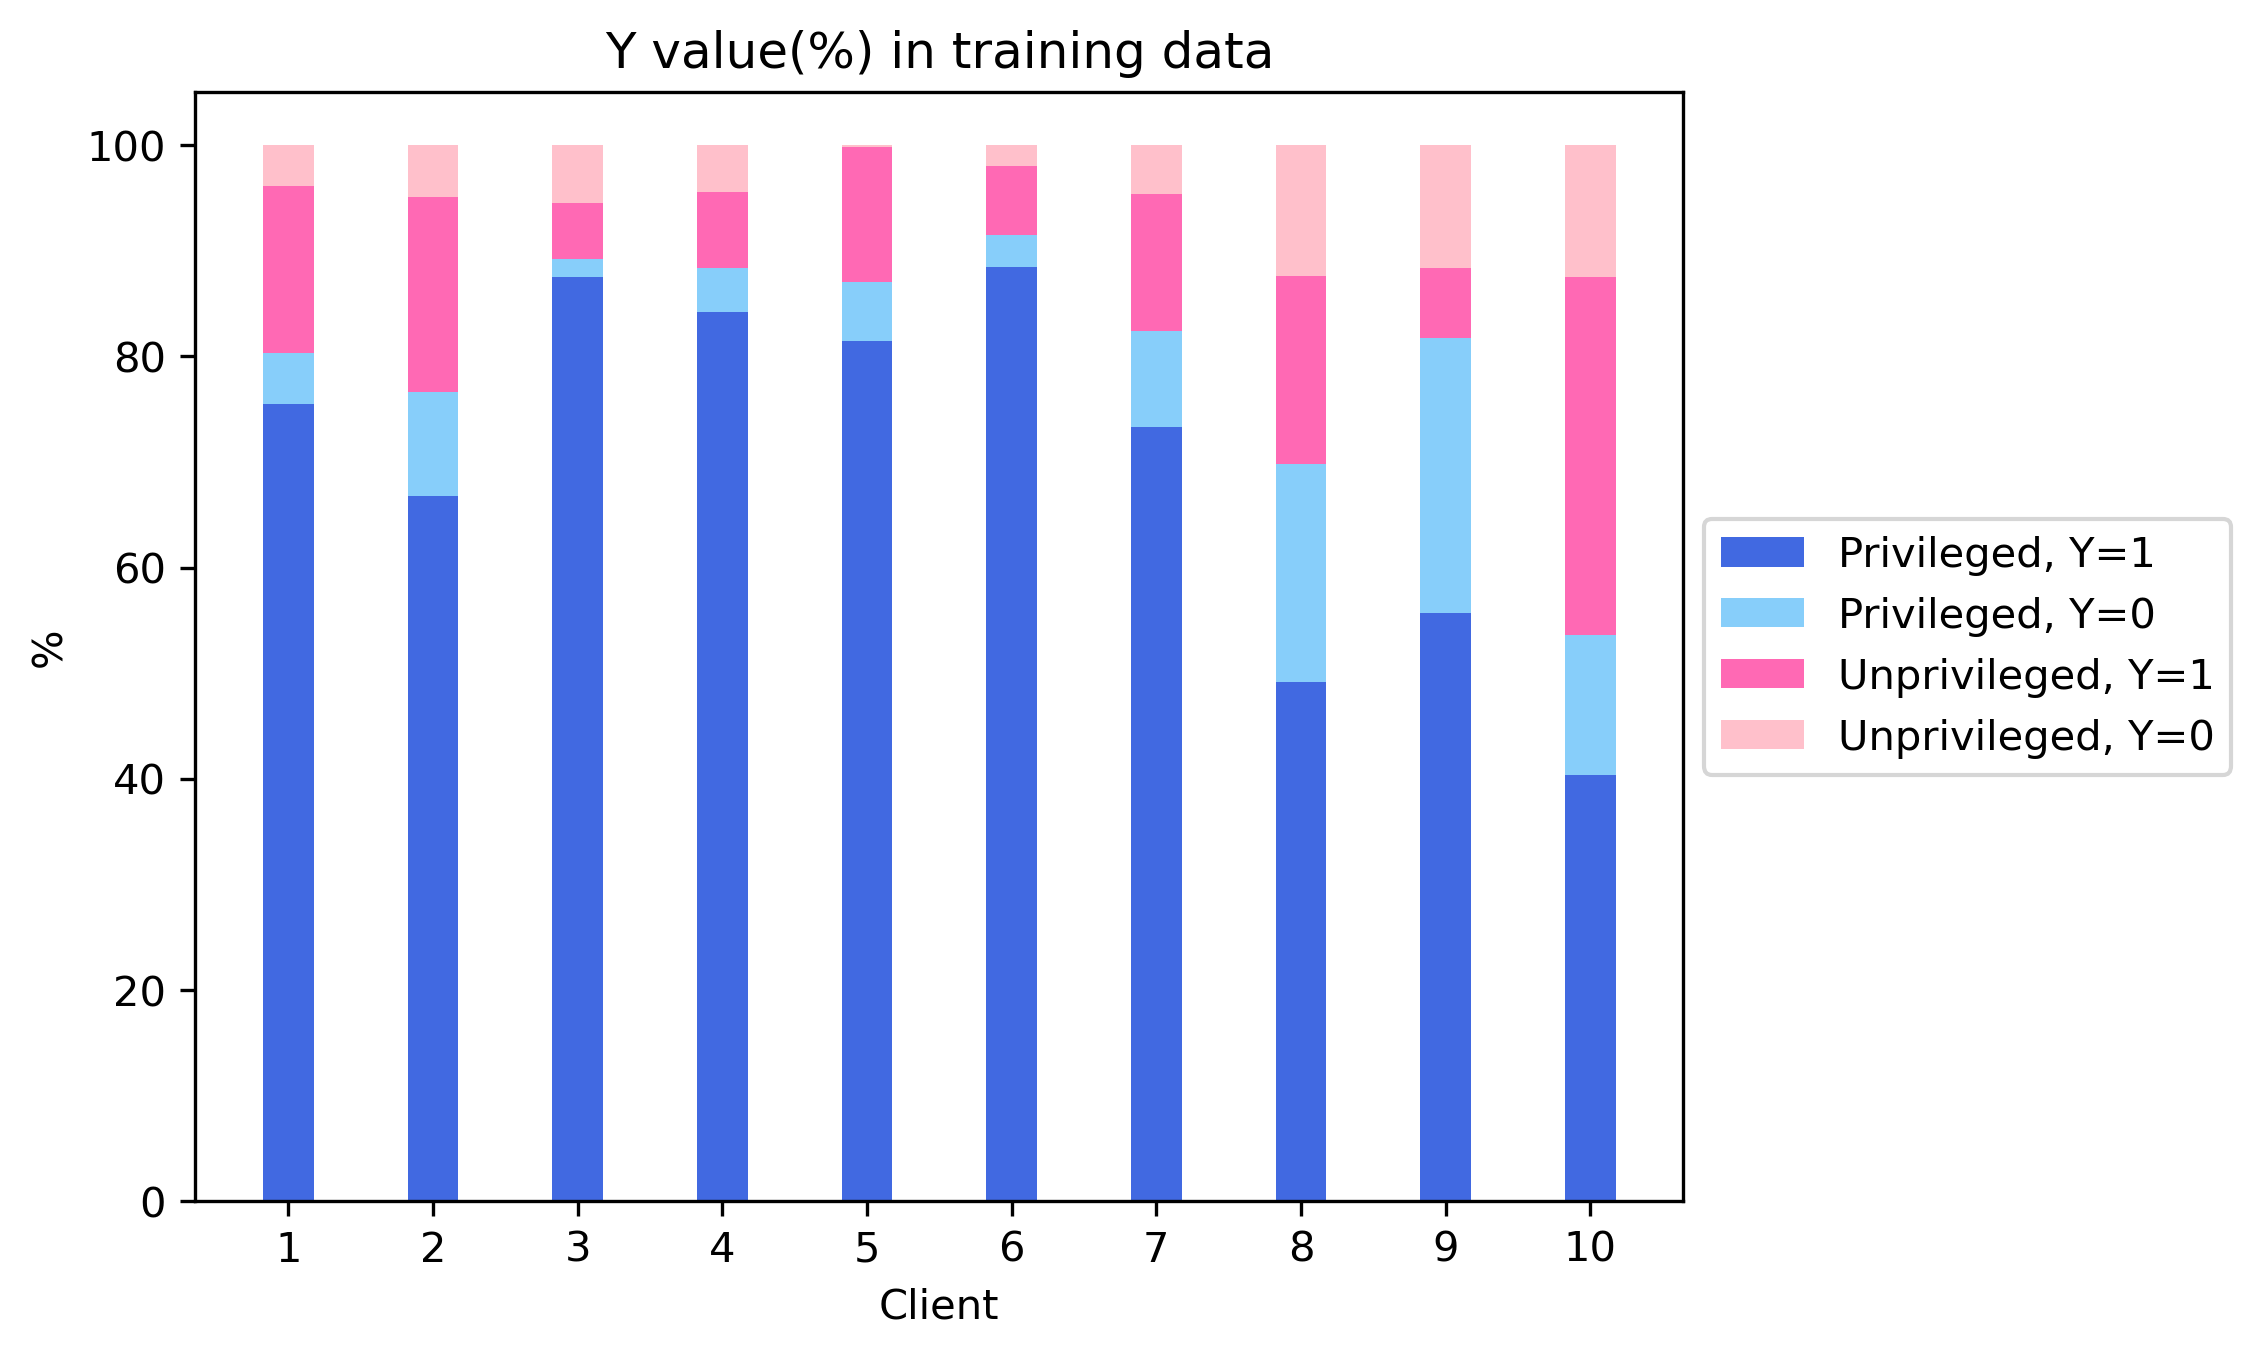 Y value(%) in training data
100
80
60
40
20
0
%
1 2 3 4 5 6 7 8 9 10
Client
Privileged, Y=1
Privileged, Y=0
Unprivileged, Y=1
Unprivileged, Y=0